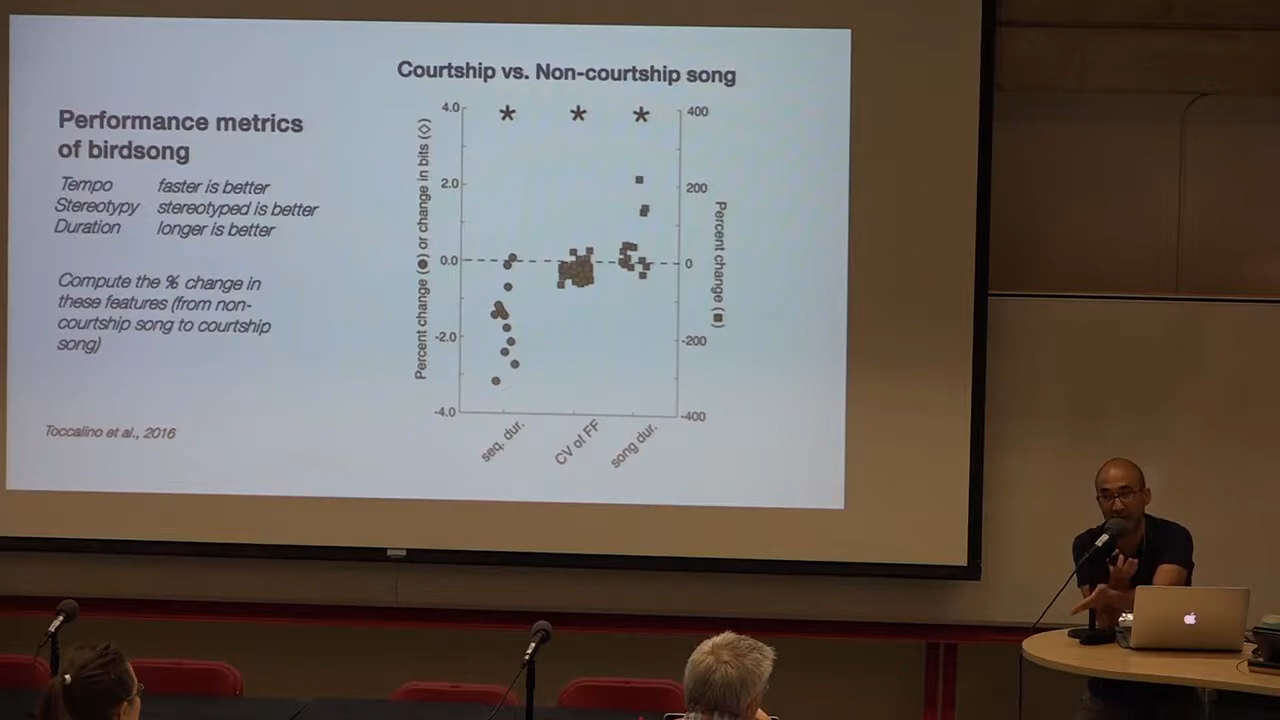 Courtship vs. Non-courtship song
Performance metrics
of birdsong
Tempo faster is better
Stereotypy stereotyped is better
Duration longer is better
Compute the % change in
these features (from non-
courtship song to courtship
song)
Toccalino et al., 2016
Percent change (●) or change in bits (◇)
4.0
2.0
0.0
-2.0
-4.0
* * *
400
200
0
-200
-400
Percent change (■)
seq. dur.
CV of FF
song dur.